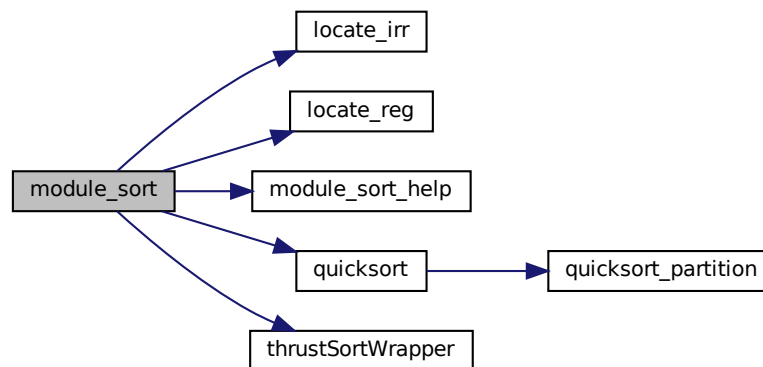 locate_irr
locate_reg
module_sort
module_sort_help
quicksort
quicksort_partition
thrustSortWrapper